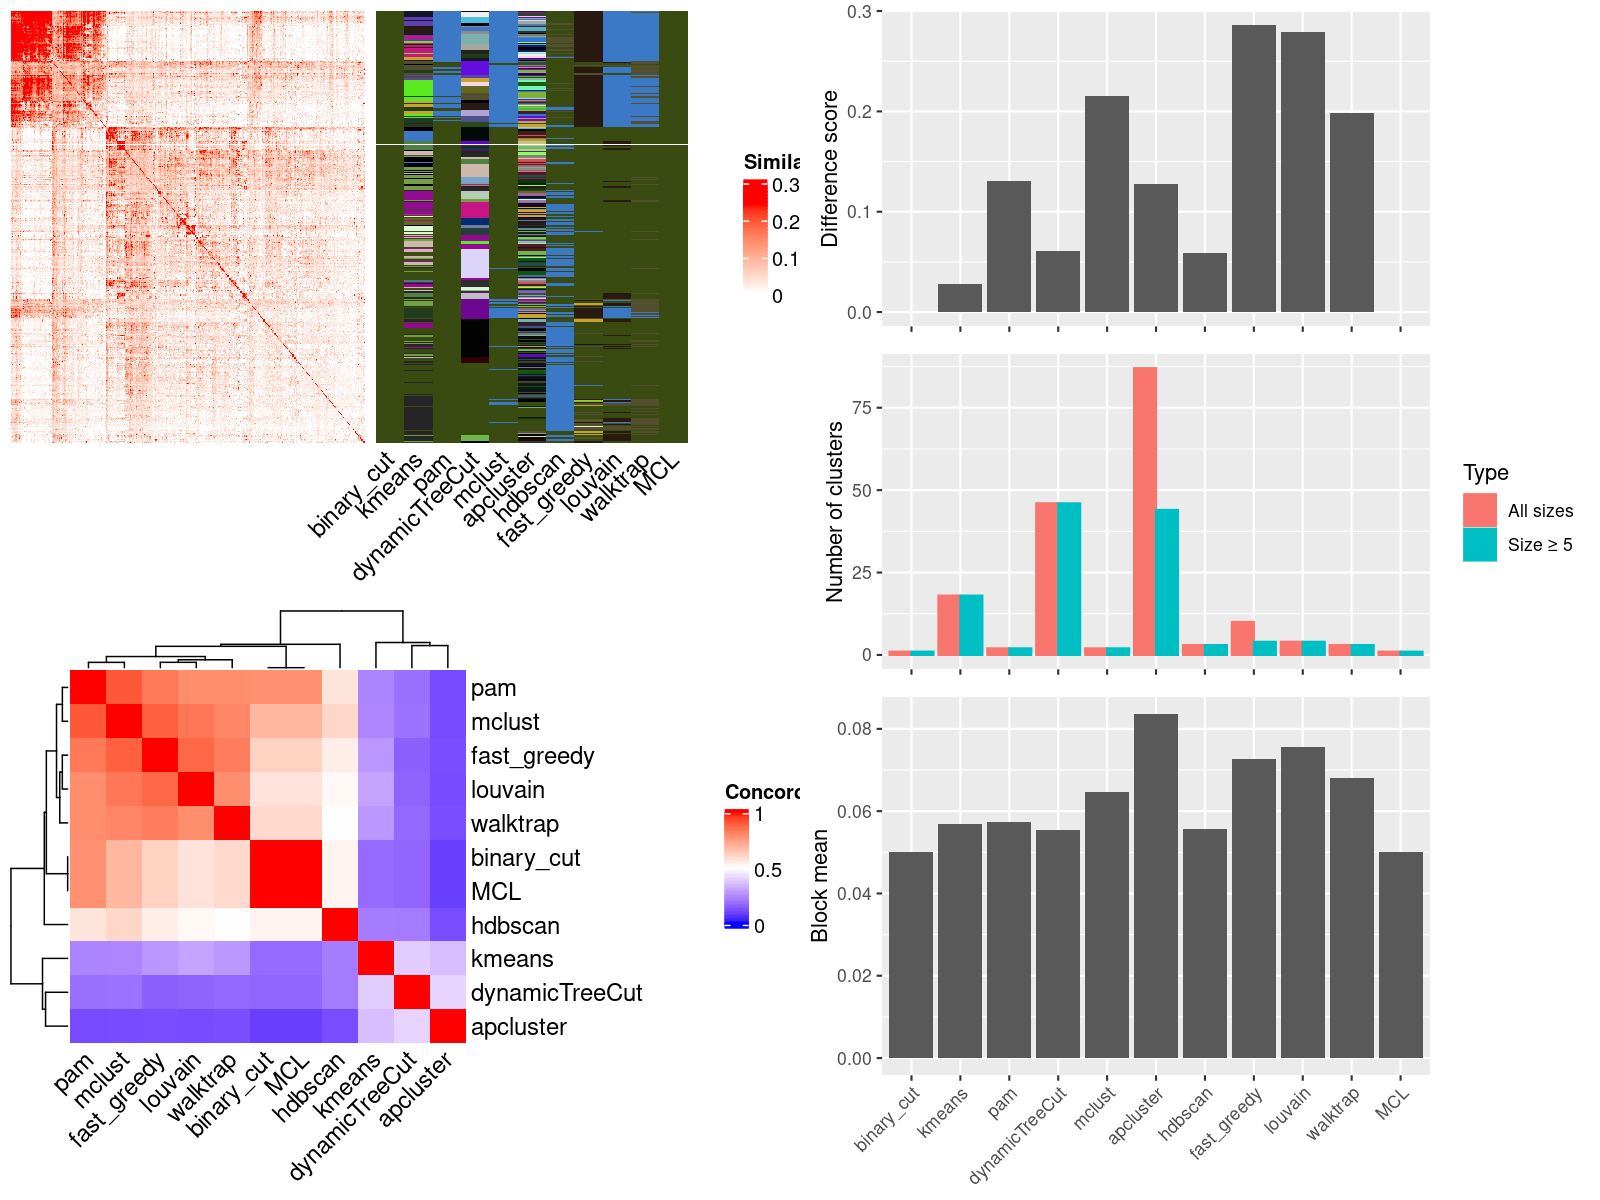 Simila
0.3
0.2
0.1
0
binary_cut
kmeans
pam
dynamicTreeCut
mclust
apcluster
hdbscan
fast_greedy
louvain
walktrap
MCL
pam
mclust
fast_greedy
louvain
walktrap
binary_cut
MCL
hdbscan
kmeans
dynamicTreeCut
apcluster
Concord
1
0.5
0
pam
mclust
fast_greedy
louvain
walktrap
binary_cut
MCL
hdbscan
kmeans
dynamicTreeCut
apcluster
Difference score
0.3
0.2
0.1
0.0
Number of clusters
75
50
25
0
Type
All sizes
Size ≥ 5
Block mean
0.08
0.06
0.04
0.02
0.00
binary_cut
kmeans
pam
dynamicTreeCut
mclust
apcluster
hdbscan
fast_greedy
louvain
walktrap
MCL